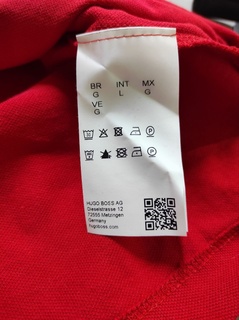 BR INT MX
G L G
VE
G
HUGO BOSS AG
Dieselstrasse 12
72555 Metzingen
Germany
hugoboss.com